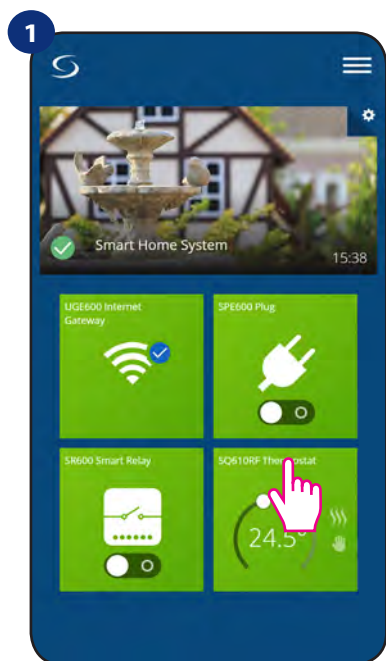 1
Smart Home System
15:38
UGE600 Internet
Gateway
SPE600 Plug
SR600 Smart Relay
SQ610RF Thermostat
24.5°